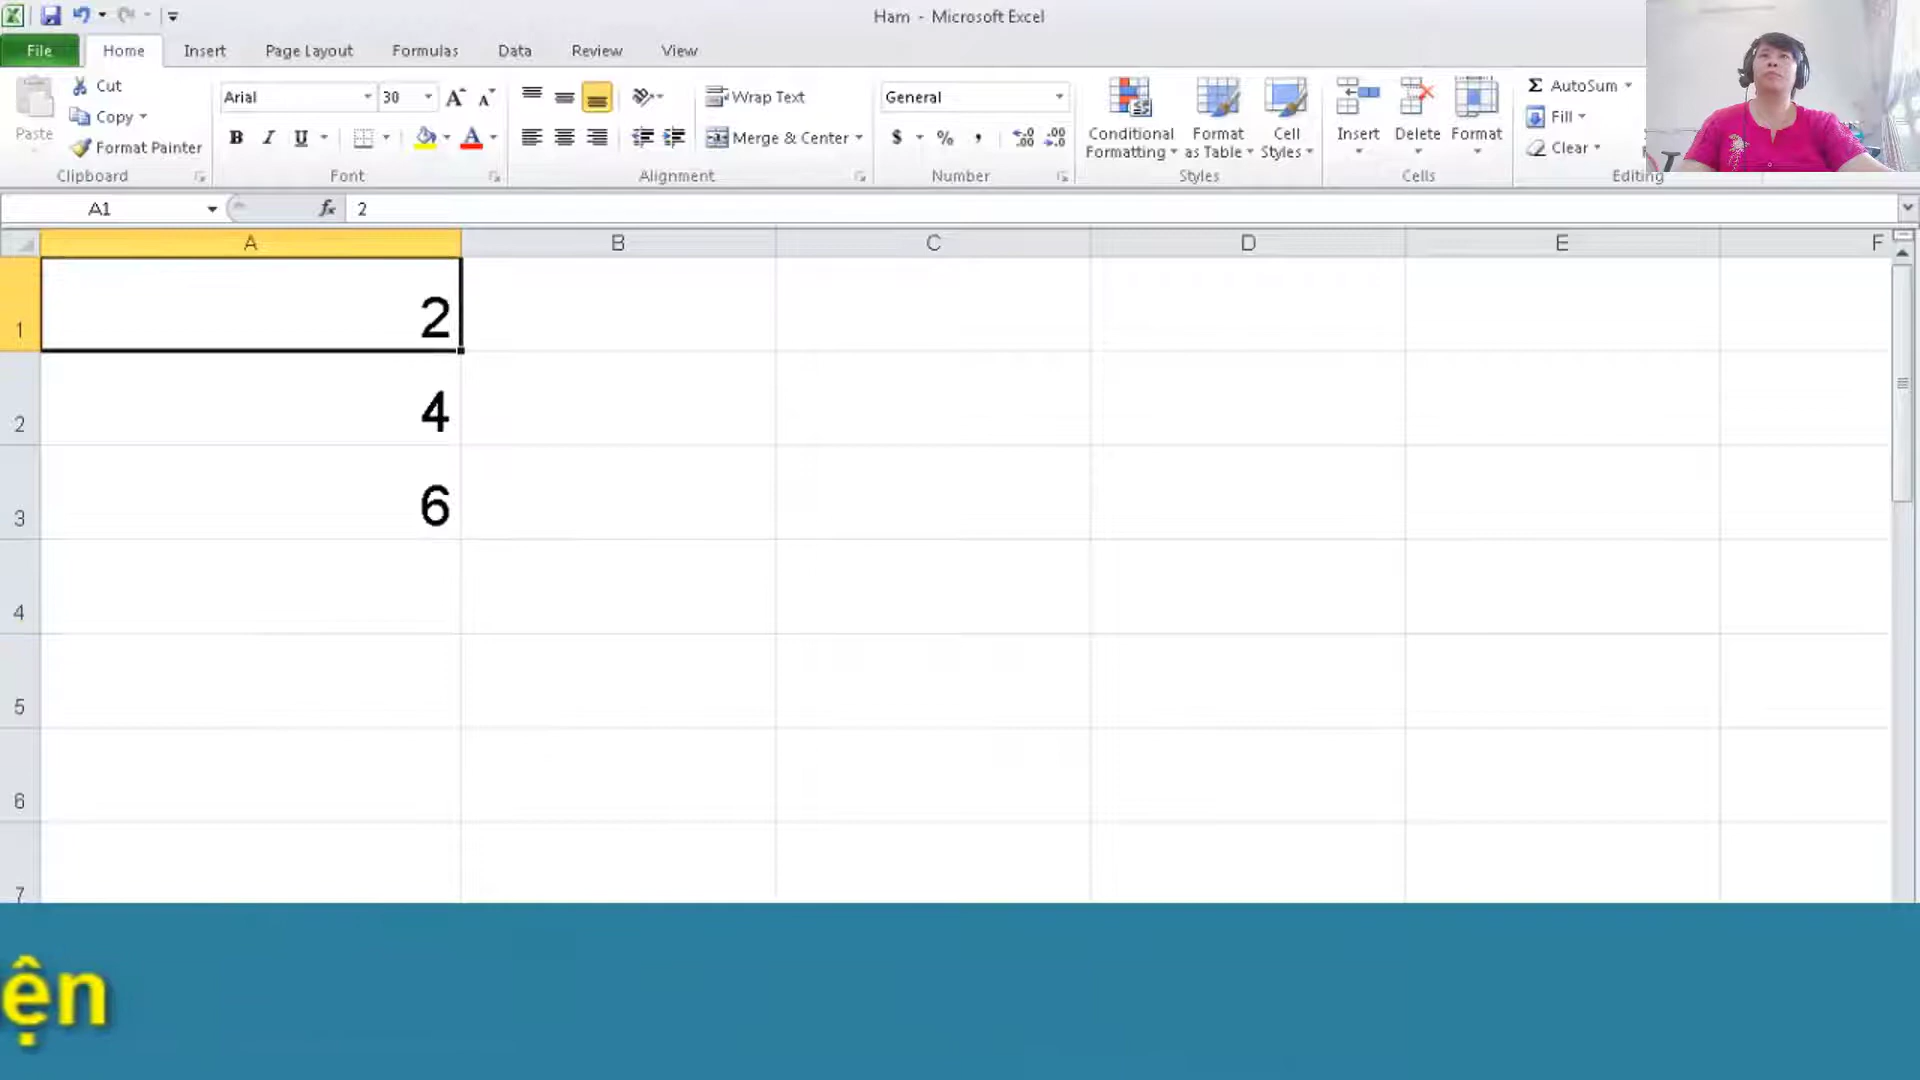 Ham - Microsoft Excel
File Home Insert Page Layout Formulas Data Review View
Paste
Cut
Copy
Format Painter
Clipboard
Arial 30
B I U
Font
Wrap Text
Merge & Center
Alignment
General
$ % ,
Number
Conditional Formatting
Format as Table
Cell Styles
Styles
Insert
Delete
Format
Cells
Σ AutoSum
Fill
Clear
Editing
A1 fx 2
A B C D E F
1 2
2 4
3 6
4
5
6
7
ện